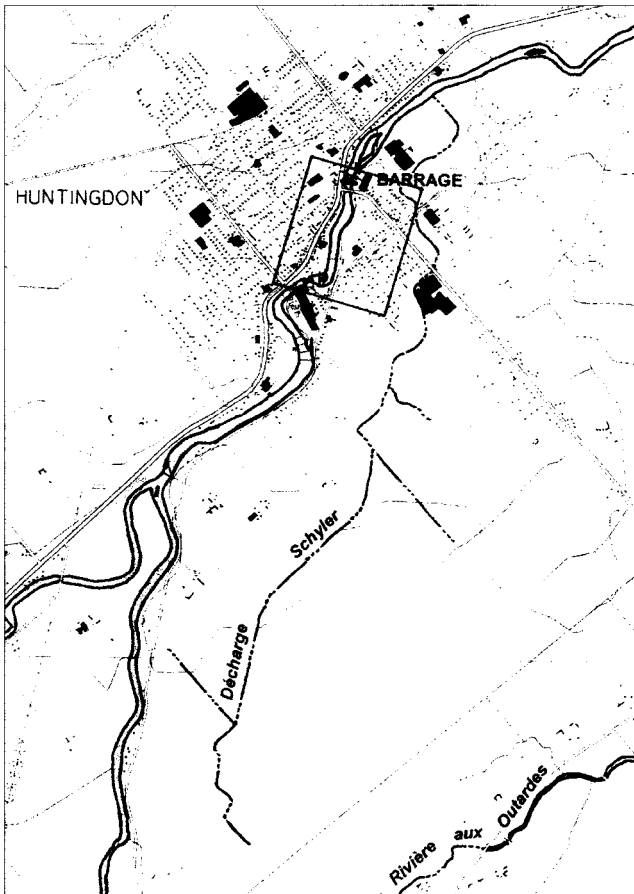 BARRAGE
HUNTINGDON
Schyler
Décharge
Rivière aux Outardes